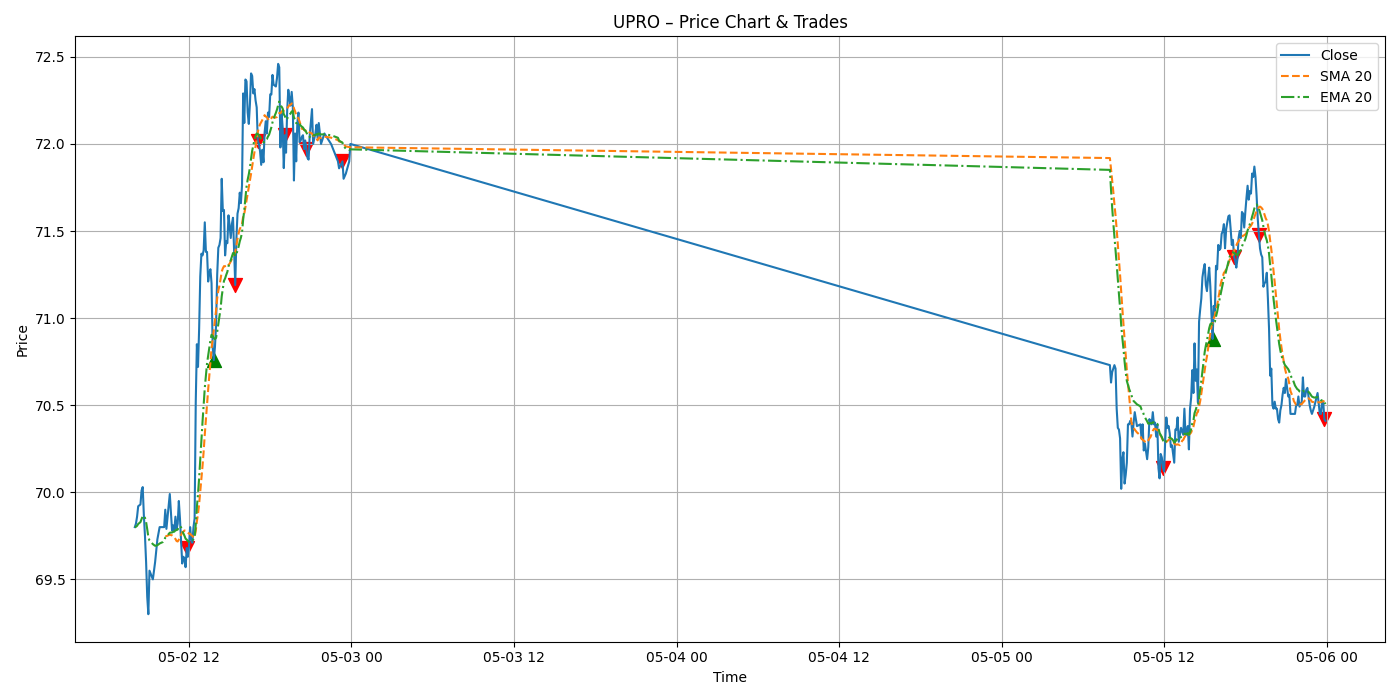 UPRO – Price Chart & Trades
Close
SMA 20
EMA 20
Price
72.5
72.0
71.5
71.0
70.5
70.0
69.5
05-02 12
05-03 00
05-03 12
05-04 00
05-04 12
05-05 00
05-05 12
05-06 00
Time